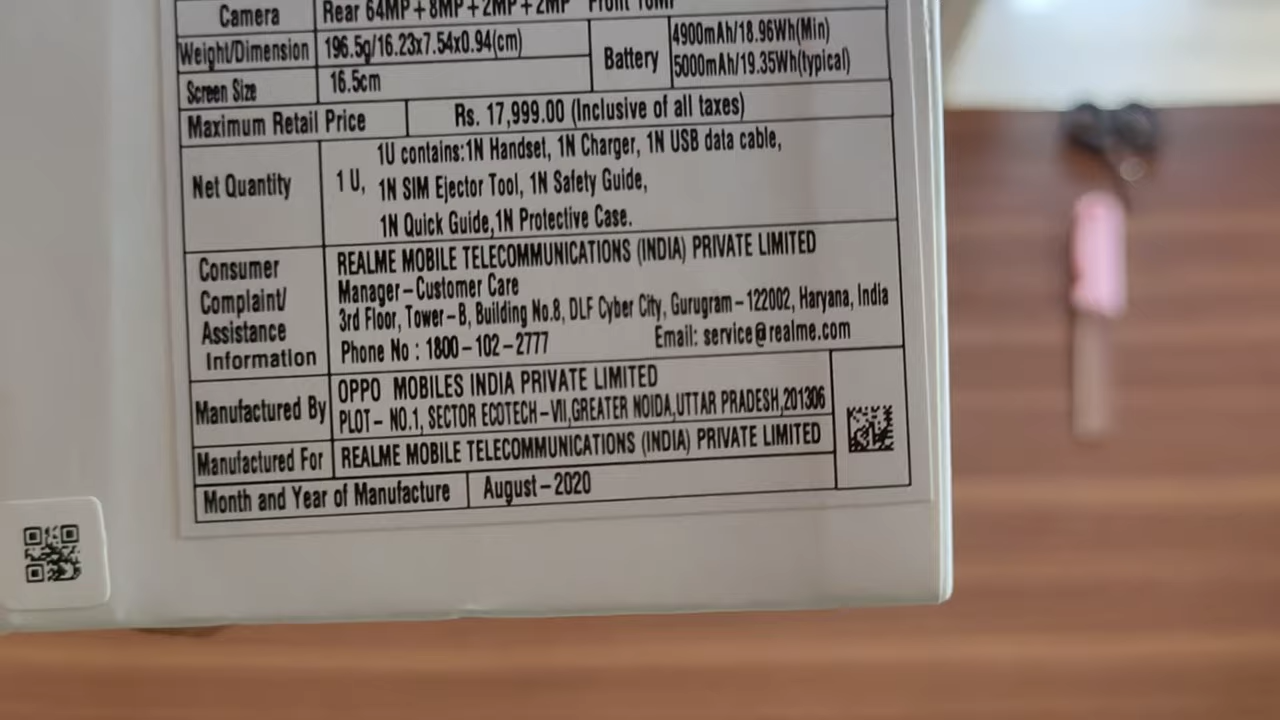 Camera Rear 64MP+8MP+2MP+2MP Front 16MP
Weight/Dimension 196.5g/16.23x7.54x0.94(cm)
Battery 4900mAh/18.96Wh(Min)
5000mAh/19.35Wh(typical)
Screen Size 16.5cm
Maximum Retail Price Rs. 17,999.00 (Inclusive of all taxes)
Net Quantity 1 U, 1U contains:1N Handset, 1N Charger, 1N USB data cable,
1N SIM Ejector Tool, 1N Safety Guide,
1N Quick Guide,1N Protective Case.
Consumer
Complaint/
Assistance
Information
REALME MOBILE TELECOMMUNICATIONS (INDIA) PRIVATE LIMITED
Manager-Customer Care
3rd Floor, Tower-B, Building No.8, DLF Cyber City, Gurugram-122002, Haryana, India
Phone No : 1800-102-2777 Email: service@realme.com
Manufactured By OPPO MOBILES INDIA PRIVATE LIMITED
PLOT- NO.1, SECTOR ECOTECH-VII,GREATER NOIDA,UTTAR PRADESH,201306
Manufactured For REALME MOBILE TELECOMMUNICATIONS (INDIA) PRIVATE LIMITED
Month and Year of Manufacture August-2020